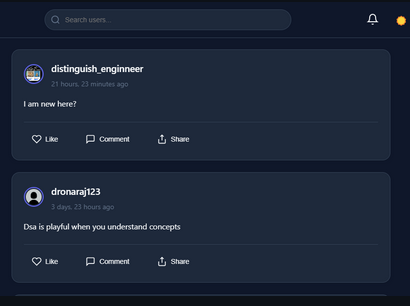 Search users...
distinguish_enginneer
21 hours, 23 minutes ago
I am new here?
Like Comment Share
dronaraj123
3 days, 23 hours ago
Dsa is playful when you understand concepts
Like Comment Share